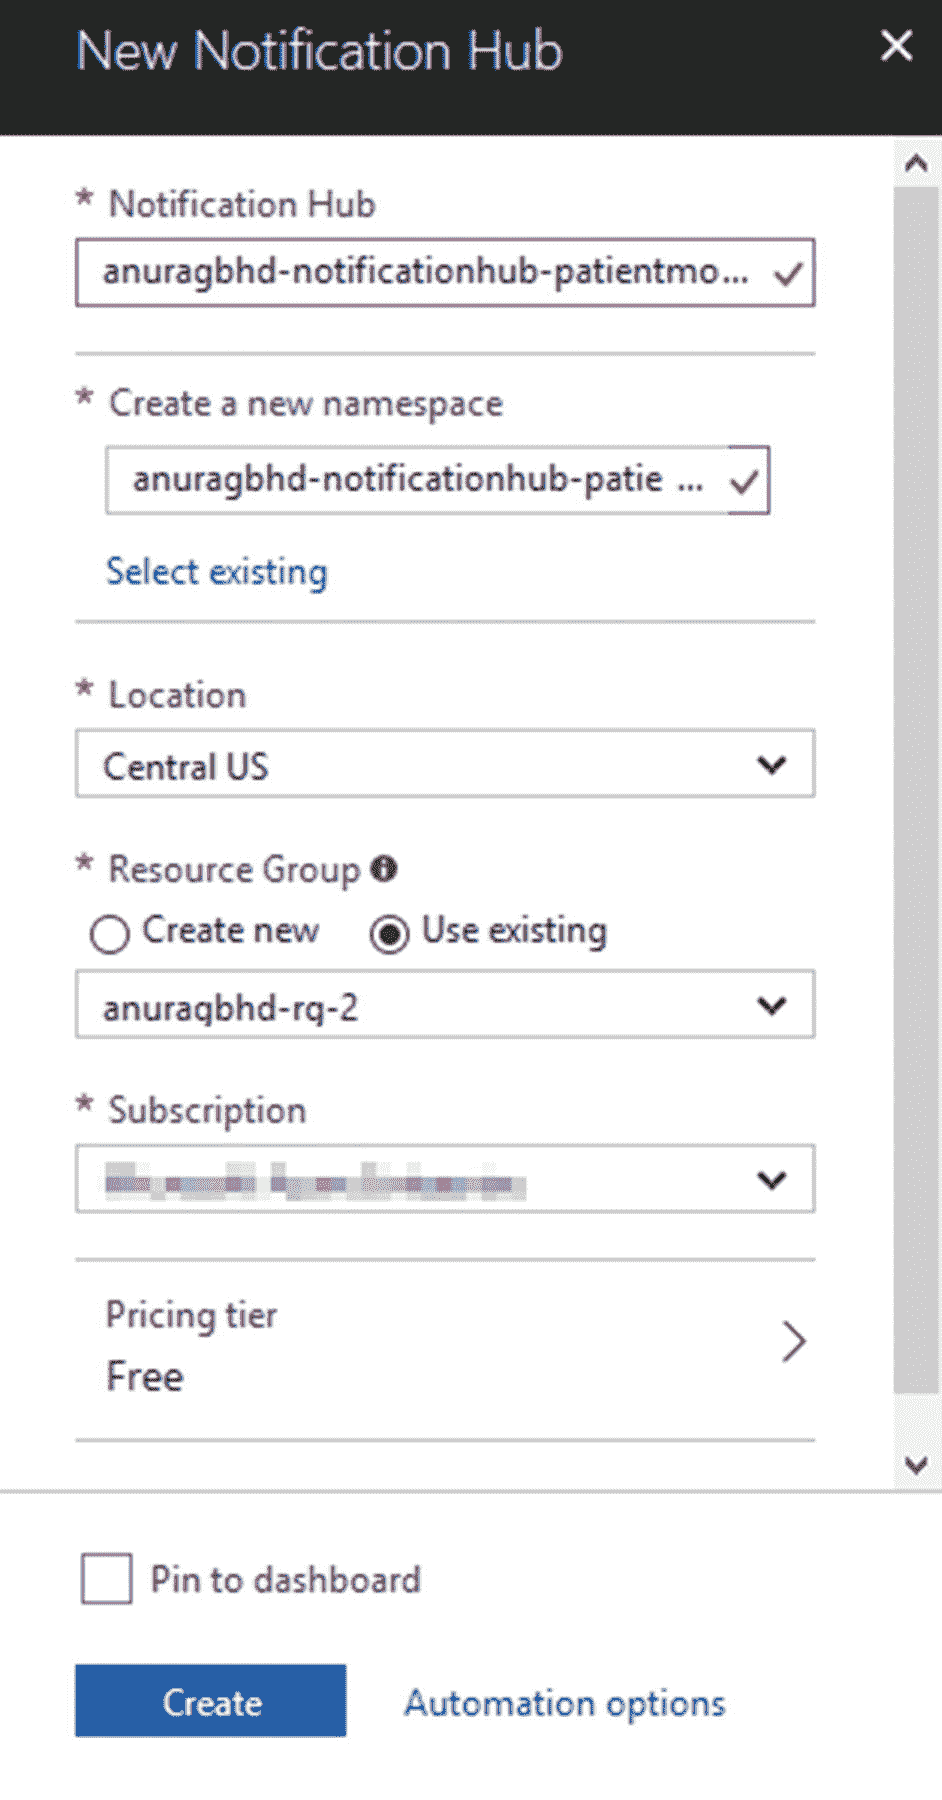 New Notification Hub
* Notification Hub
anuragbhd-notificationhub-patientmo...
* Create a new namespace
anuragbhd-notificationhub-patie ...
Select existing
* Location
Central US
* Resource Group
Create new Use existing
anuragbhd-rg-2
* Subscription
Pricing tier
Free
Pin to dashboard
Create Automation options